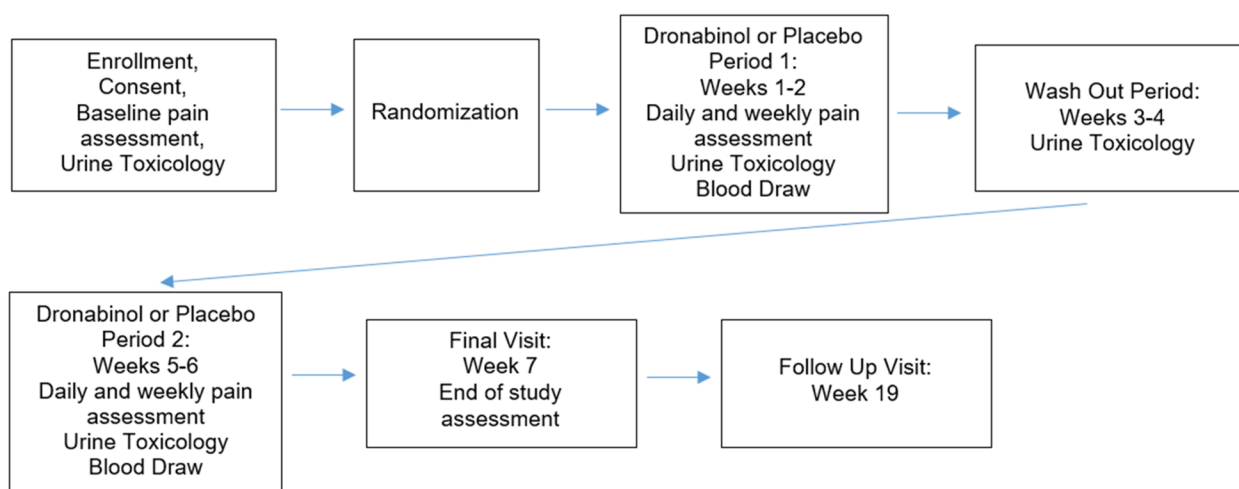 Enrollment,
Consent,
Baseline pain
assessment,
Urine Toxicology
Randomization
Dronabinol or Placebo
Period 1:
Weeks 1-2
Daily and weekly pain
assessment
Urine Toxicology
Blood Draw
Wash Out Period:
Weeks 3-4
Urine Toxicology
Dronabinol or Placebo
Period 2:
Weeks 5-6
Daily and weekly pain
assessment
Urine Toxicology
Blood Draw
Final Visit:
Week 7
End of study
assessment
Follow Up Visit:
Week 19